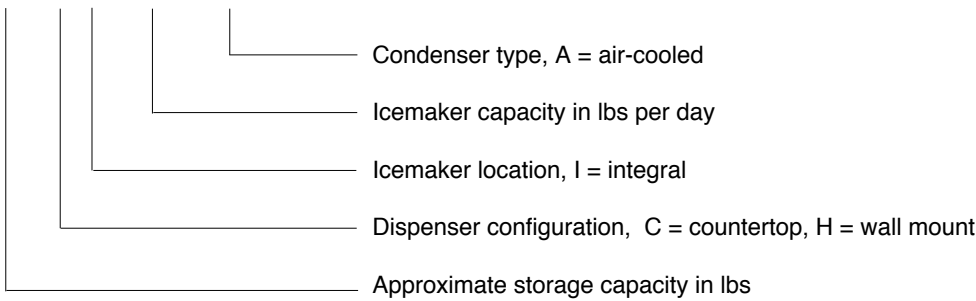 Condenser type, A = air-cooled
Icemaker capacity in lbs per day
Icemaker location, I = integral
Dispenser configuration,  C = countertop, H = wall mount
Approximate storage capacity in lbs